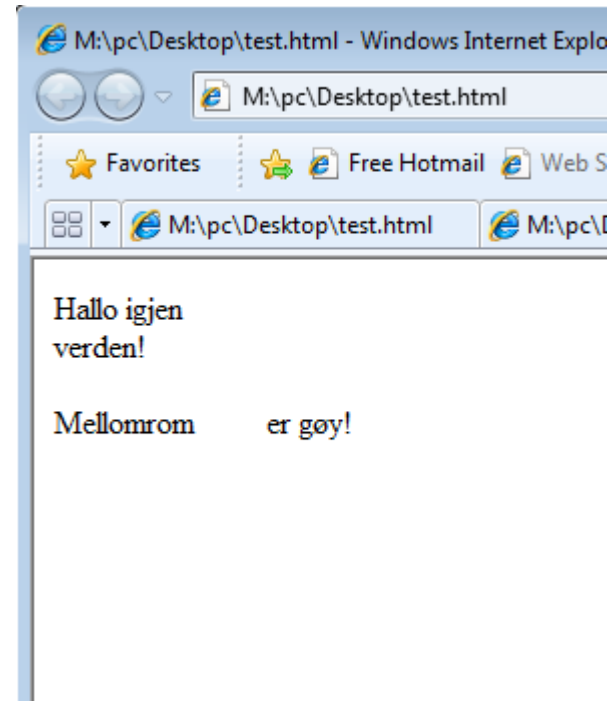 M:\pc\Desktop\test.html - Windows Internet Explo
M:\pc\Desktop\test.html
Favorites Free Hotmail Web S
M:\pc\Desktop\test.html M:\pc\D
Hallo igjen
verden!
Mellomrom er gøy!